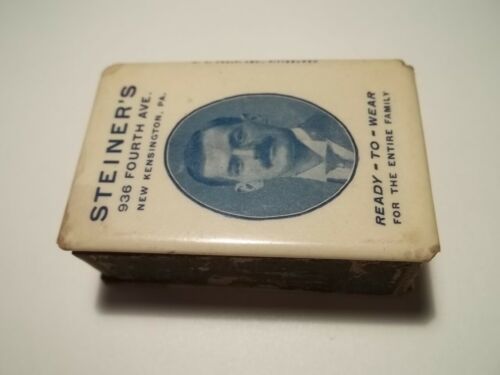 STEINER'S
936 FOURTH AVE.
NEW KENSINGTON, PA.
READY-TO-WEAR
FOR THE ENTIRE FAMILY